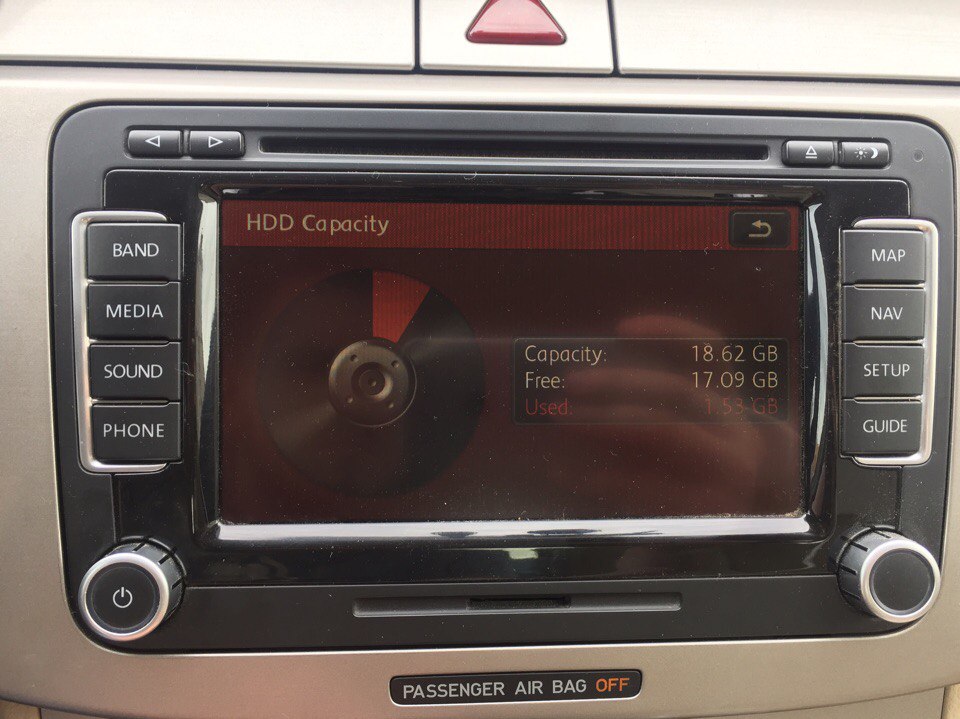 HDD Capacity
BAND
MEDIA
SOUND
PHONE
Capacity: 18.62 GB
Free: 17.09 GB
Used: 1.53 GB
MAP
NAV
SETUP
GUIDE
PASSENGER AIR BAG OFF